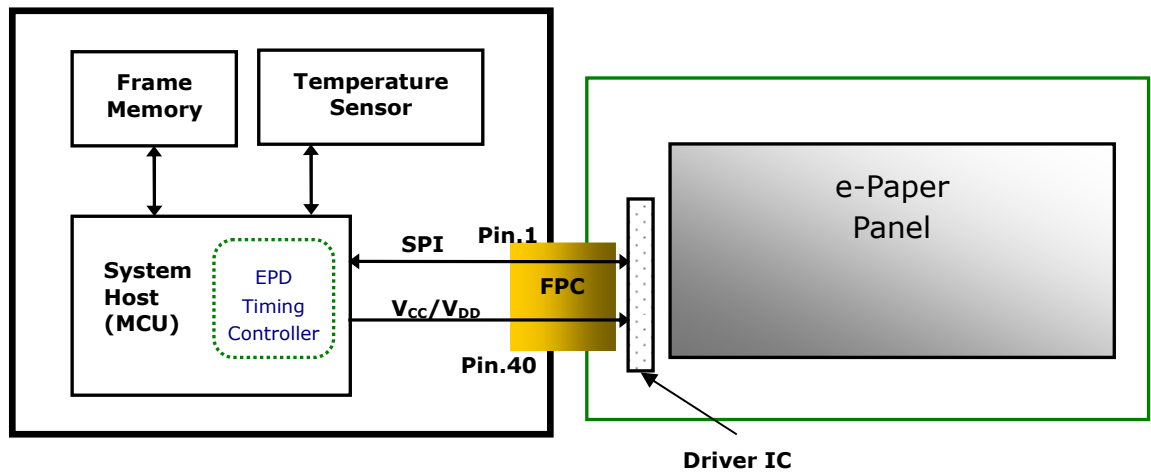 Frame
Memory
Temperature
Sensor
e-Paper
Panel
System
Host
(MCU)
EPD
Timing
Controller
SPI
Pin.1
FPC
VCC/VDD
Pin.40
Driver IC